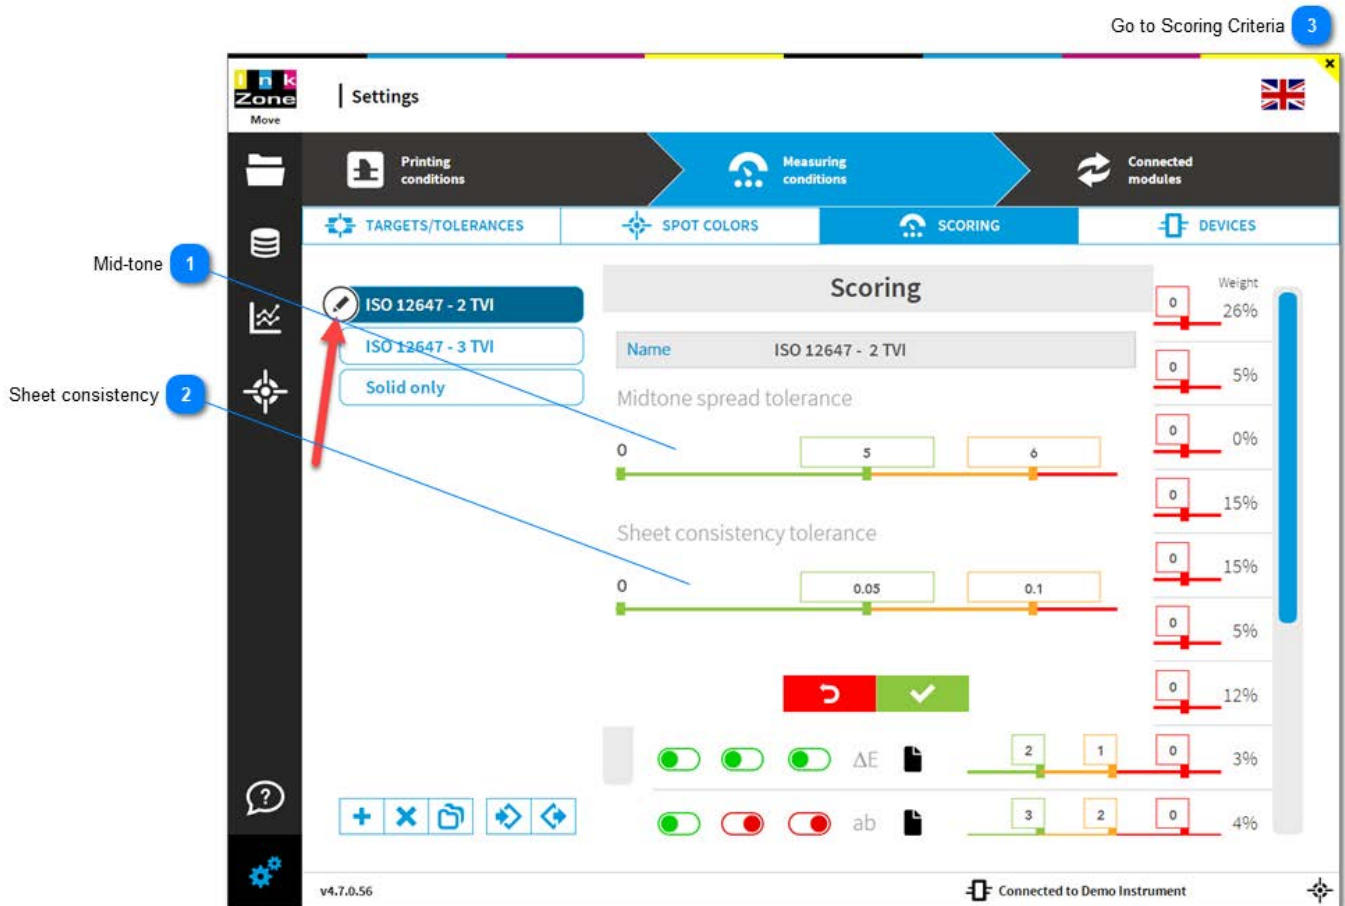 Go to Scoring Criteria 3
Ink
Zone
Move
Settings
Printing
conditions
Measuring
conditions
Connected
modules
TARGETS/TOLERANCES
SPOT COLORS
SCORING
DEVICES
Mid-tone 1
Sheet consistency 2
ISO 12647 - 2 TVI
ISO 12647 - 3 TVI
Solid only
Scoring
Name ISO 12647 - 2 TVI
Midtone spread tolerance
0 5 6
Sheet consistency tolerance
0 0.05 0.1
Weight
0 26%
0 5%
0 0%
0 15%
0 15%
0 5%
0 12%
ΔE 2 1 0 3%
ab 3 2 0 4%
v4.7.0.56
Connected to Demo Instrument